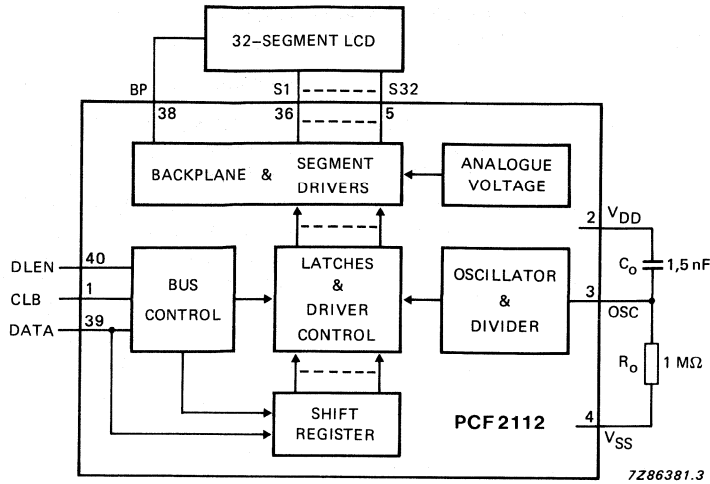 32-SEGMENT LCD
BP
S1
S32
38
36
5
BACKPLANE & SEGMENT
DRIVERS
ANALOGUE
VOLTAGE
2
VDD
DLEN
40
CLB
1
DATA
39
BUS
CONTROL
LATCHES
&
DRIVER
CONTROL
OSCILLATOR
&
DIVIDER
Co
1,5 nF
3
OSC
Ro
1 MΩ
SHIFT
REGISTER
PCF2112
4
VSS
7Z86381.3